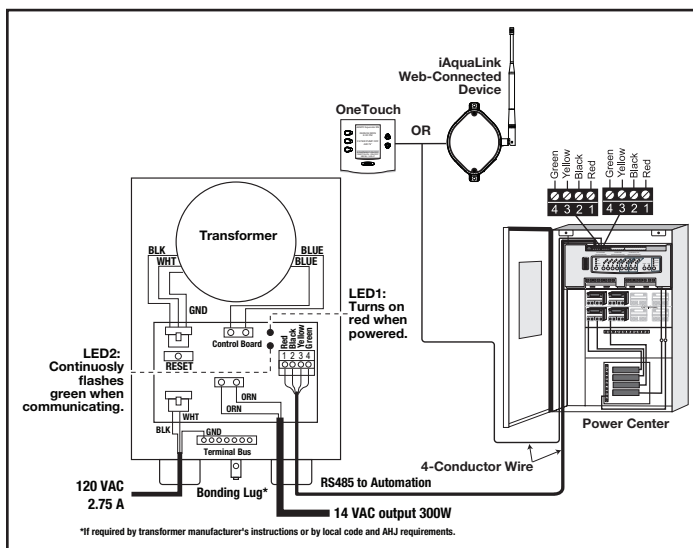 iAquaLink
Web-Connected
Device
OneTouch
OR
Green
Yellow
Black
Red
4 3 2 1
Green
Yellow
Black
Red
4 3 2 1
Transformer
BLK
WHT
GND
BLUE
BLUE
LED1:
Turns on
red when
powered.
LED2:
Continuosly
flashes
green when
communicating.
Control Board
RESET
Red
Black
Yellow
Green
1 2 3 4
ORN
ORN
WHT
BLK
GND
Terminal Bus
Power Center
4-Conductor Wire
RS485 to Automation
120 VAC
2.75 A
Bonding Lug*
14 VAC output 300W
*If required by transformer manufacturer's instructions or by local code and AHJ requirements.